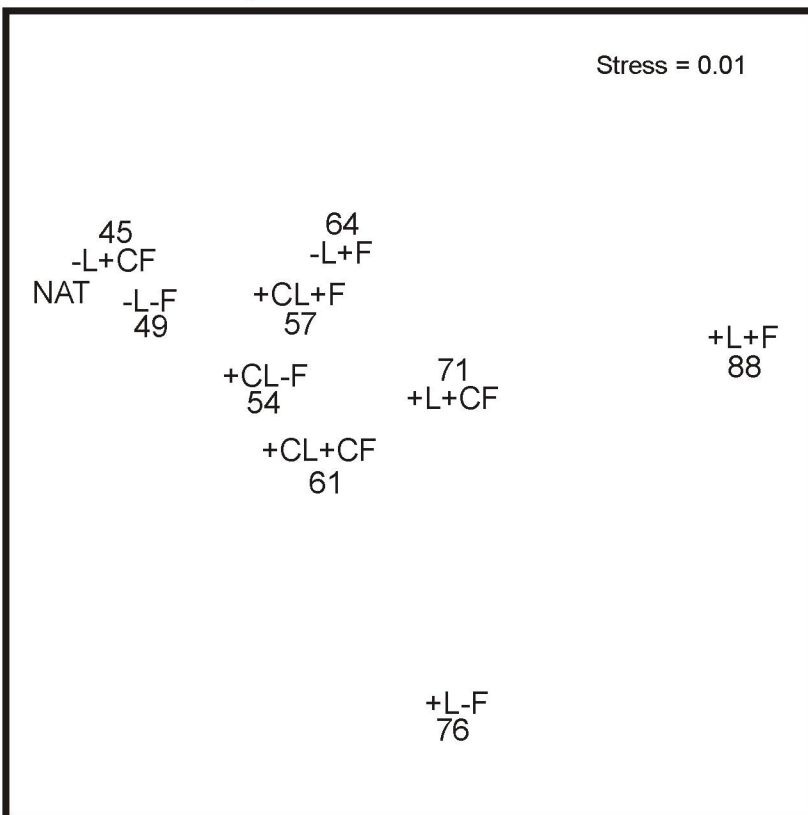 Stress = 0.01
45
-L+CF
NAT
-L-F
49
64
-L+F
+CL+F
57
+L+F
88
+CL-F
54
71
+L+CF
+CL+CF
61
+L-F
76